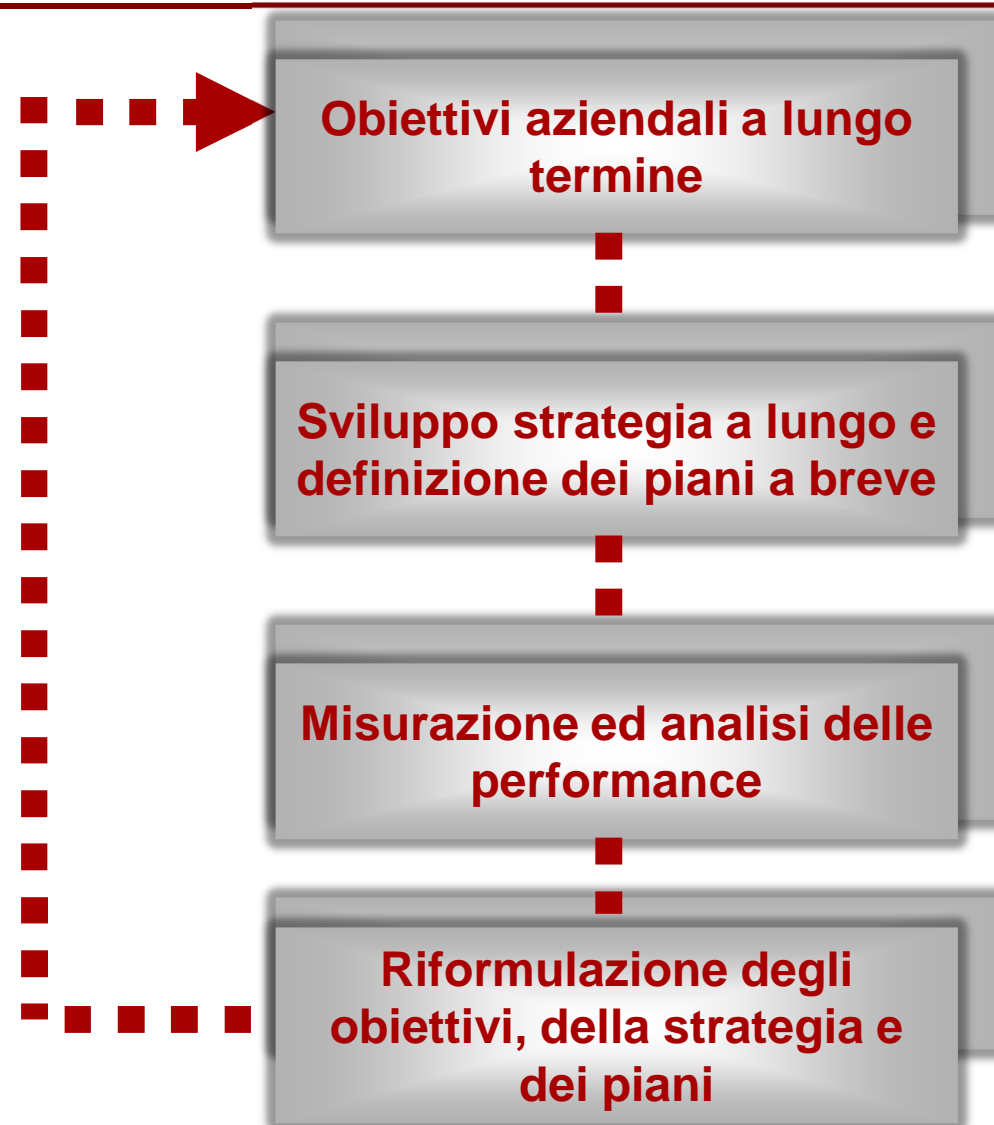 Obiettivi aziendali a lungo
termine
Sviluppo strategia a lungo e
definizione dei piani a breve
Misurazione ed analisi delle
performance
Riformulazione degli
obiettivi, della strategia e
dei piani